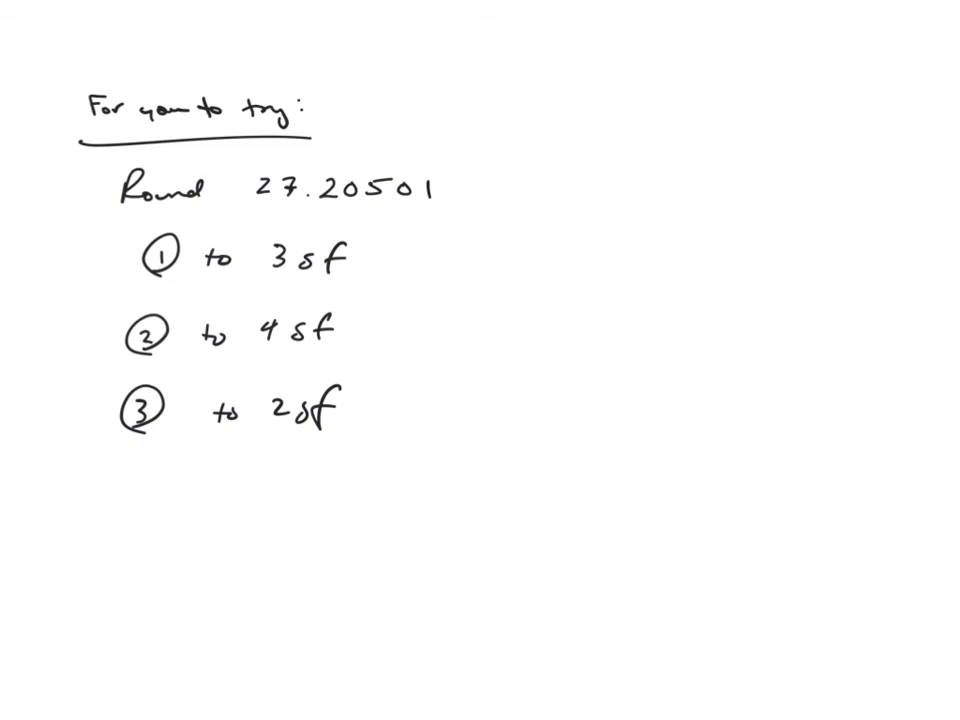 For you to try:
Round 27.20501
① to 3 sf
② to 4 sf
③ to 2 sf